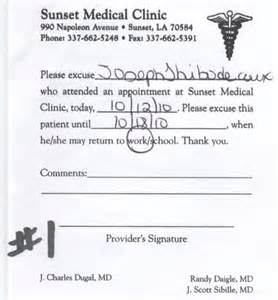 Sunset Medical Clinic
990 Napoleon Avenue • Sunset, LA 70584
Phone: 337-662-5248 • Fax: 337-662-5391
Please excuse Joseph Thibodeaux
who attended an appointment at Sunset Medical
Clinic, today, 10/12/10. Please excuse this
patient until 10/18/10, when
he/she may return to work/school. Thank you.
Comments:
#1
Provider's Signature
J. Charles Dugal, MD
Randy Daigle, MD
J. Scott Sibille, MD